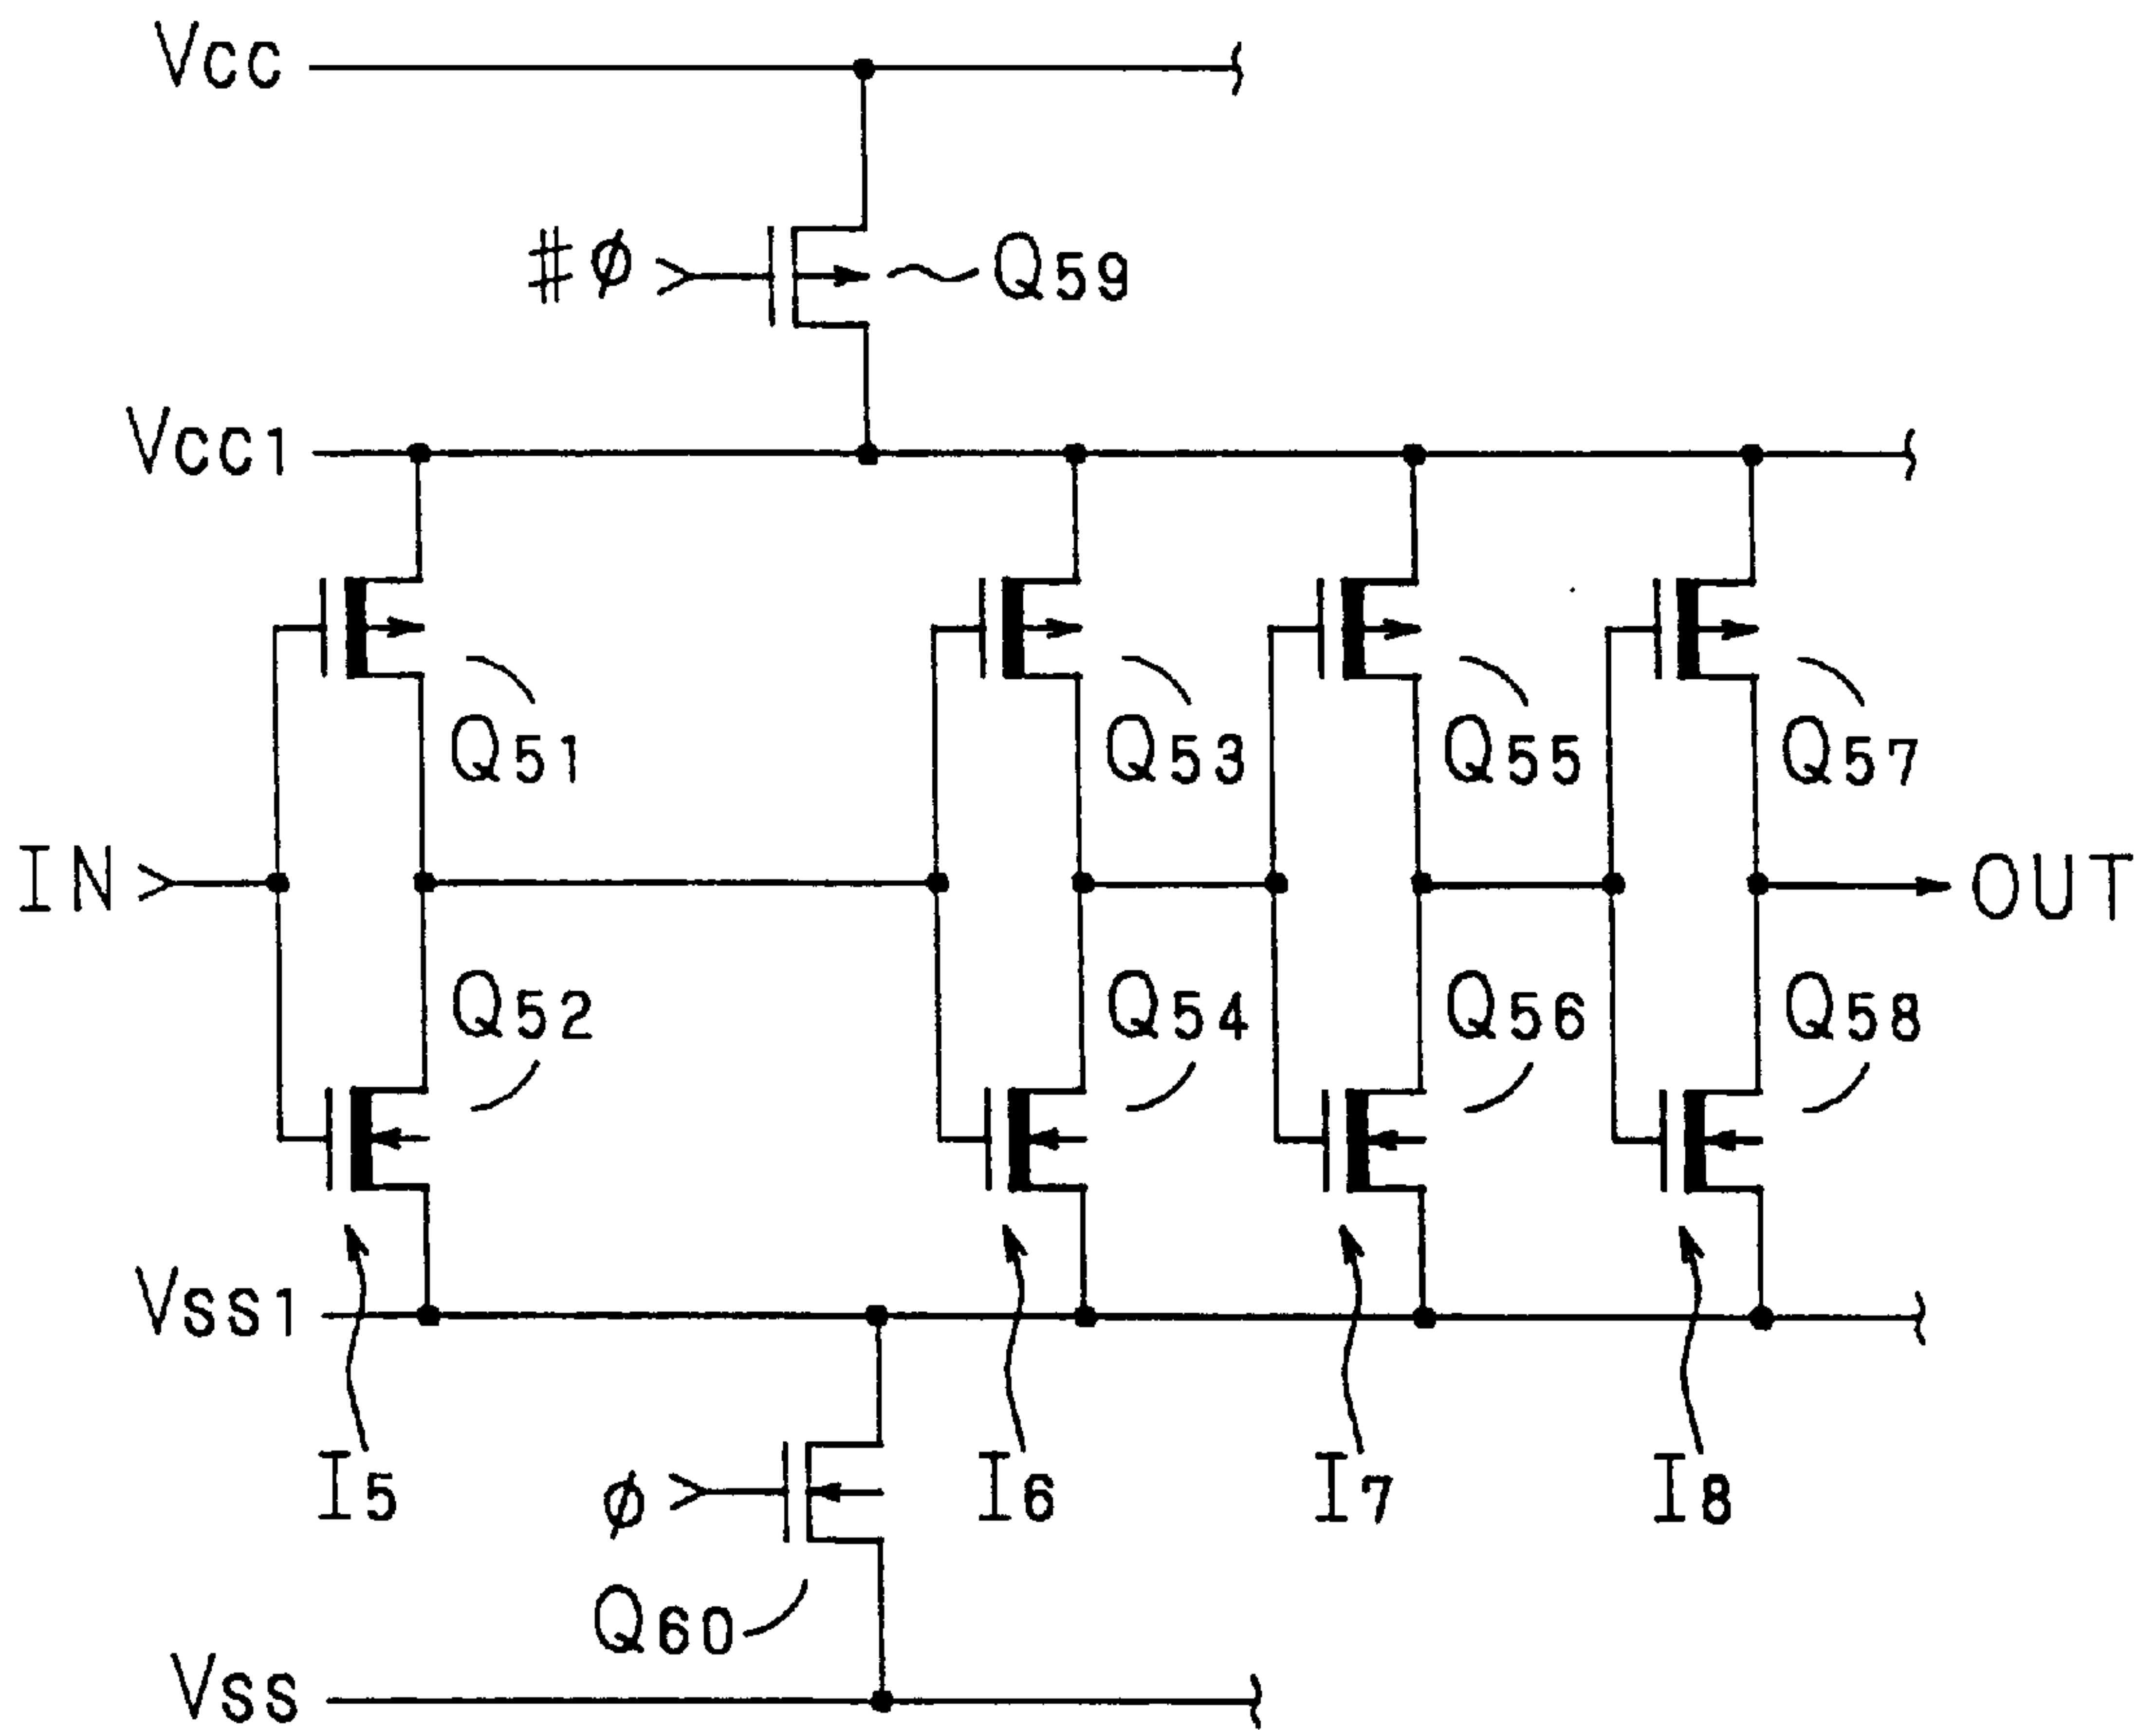 Vcc
#φ
Q59
Vcc1
Q51
Q53
Q55
Q57
IN
OUT
Q52
Q54
Q56
Q58
Vss1
I5
φ
I6
I7
I8
Q60
Vss